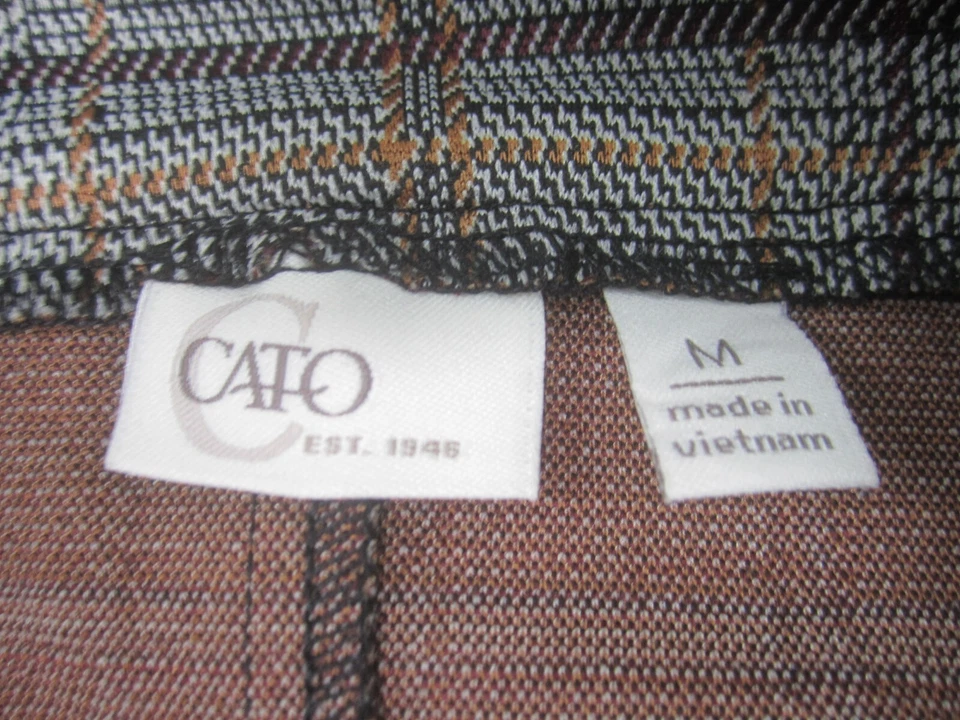 C
CATO
EST. 1946
M
made in
vietnam